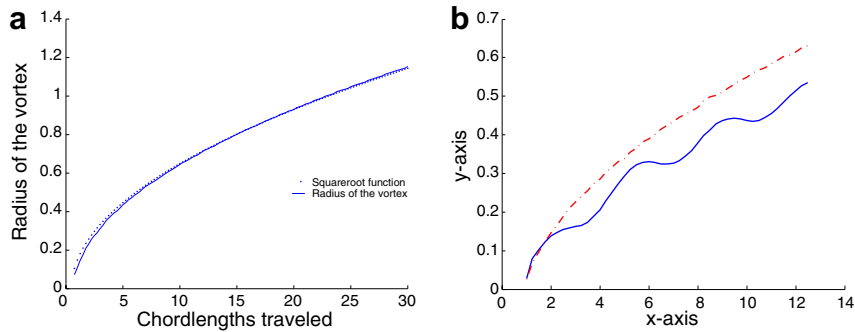 a
Radius of the vortex
1.4
1.2
1
0.8
0.6
0.4
0.2
0
0 5 10 15 20 25 30
Chordlengths traveled
Squareroot function
Radius of the vortex
b
y-axis
0.7
0.6
0.5
0.4
0.3
0.2
0.1
0
0 2 4 6 8 10 12 14
x-axis